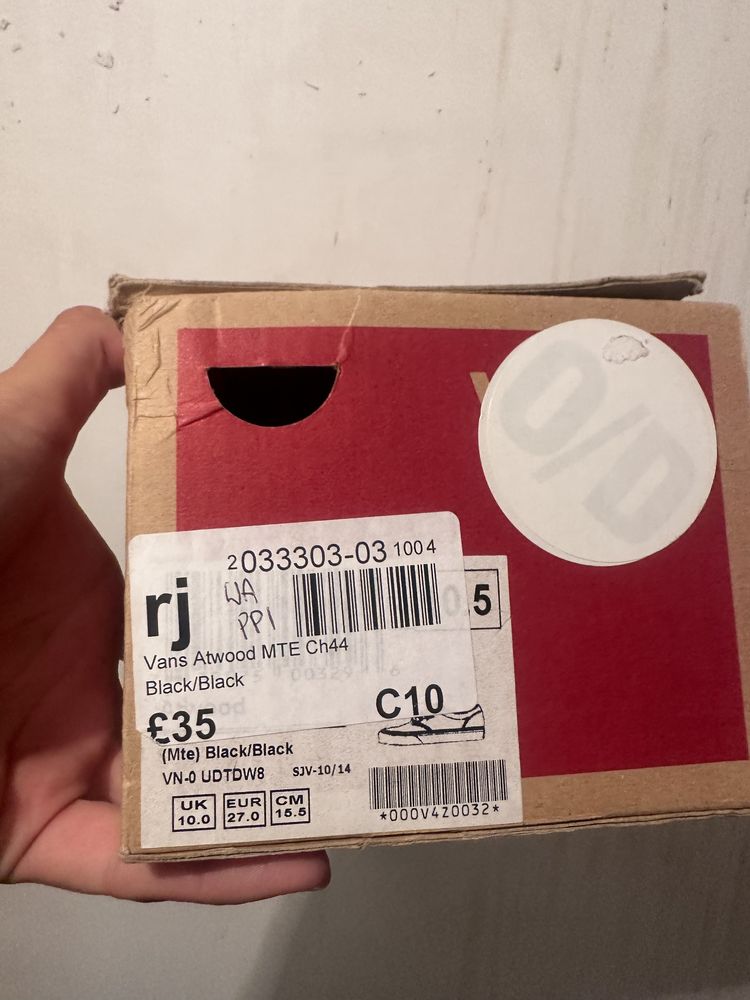 O/D
2033303-03 1004
rj
WA
PP1
Vans Atwood MTE Ch44
Black/Black
£35
C10
.5
(Mte) Black/Black
VN-0 UDTDW8 SJV-10/14
UK
10.0
EUR
27.0
CM
15.5
*000V4Z0032*